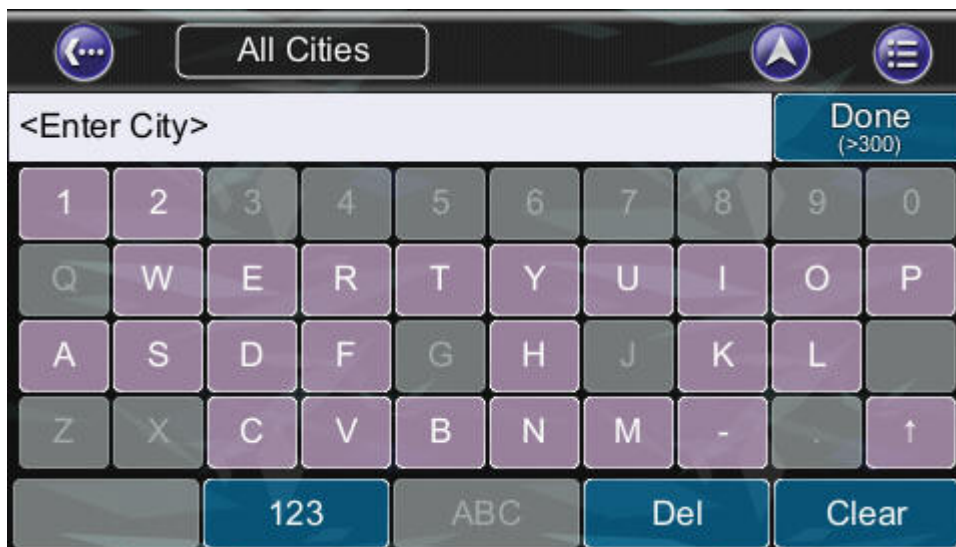 All Cities
<Enter City>
Done
(>300)
1 2 3 4 5 6 7 8 9 0
Q W E R T Y U I O P
A S D F G H J K L
Z X C V B N M - . ↑
123 ABC Del Clear